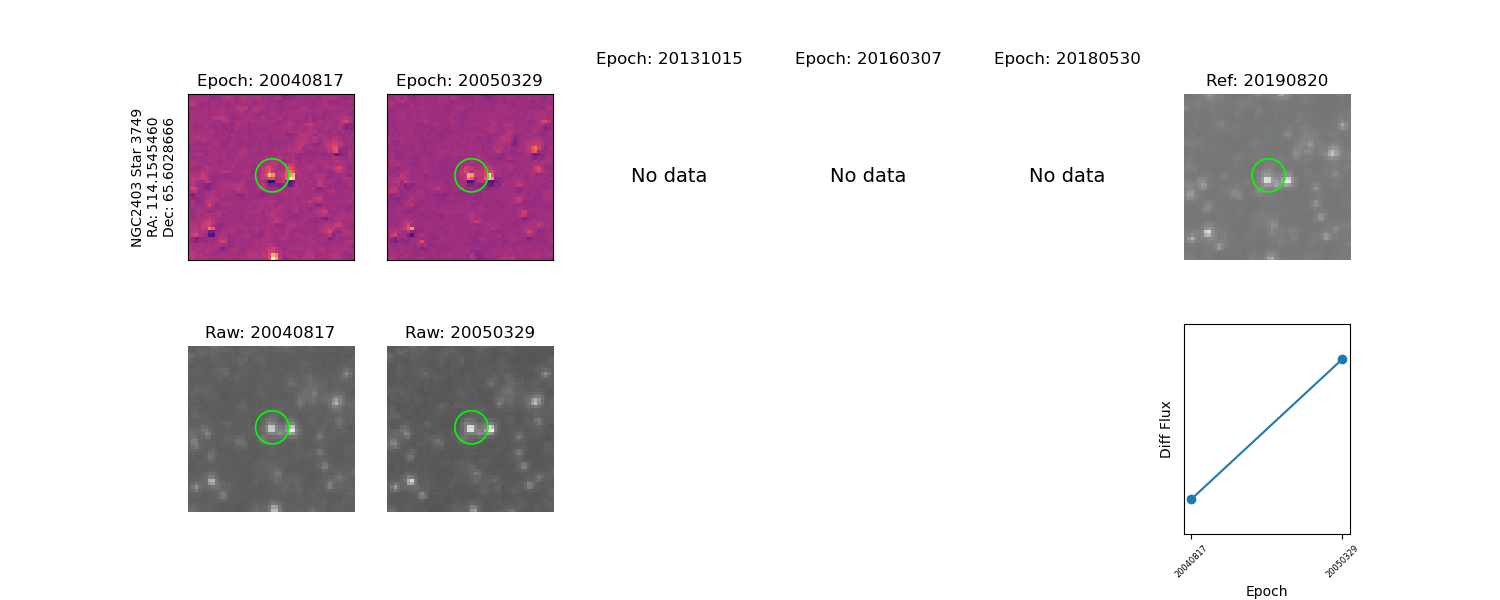 Epoch: 20040817
Epoch: 20050329
Epoch: 20131015
Epoch: 20160307
Epoch: 20180530
Ref: 20190820
NGC2403 Star 3749
RA: 114.1545460
Dec: 65.6028666
No data
No data
No data
Raw: 20040817
Raw: 20050329
Diff Flux
20040817
20050329
Epoch